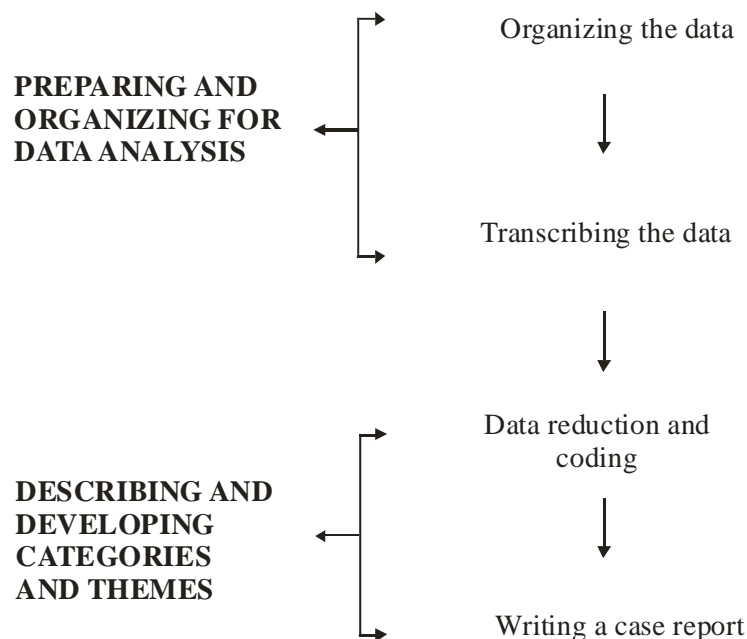 Organizing the data
PREPARING AND
ORGANIZING FOR
DATA ANALYSIS
Transcribing the data
Data reduction and
coding
DESCRIBING AND
DEVELOPING
CATEGORIES
AND THEMES
Writing a case report